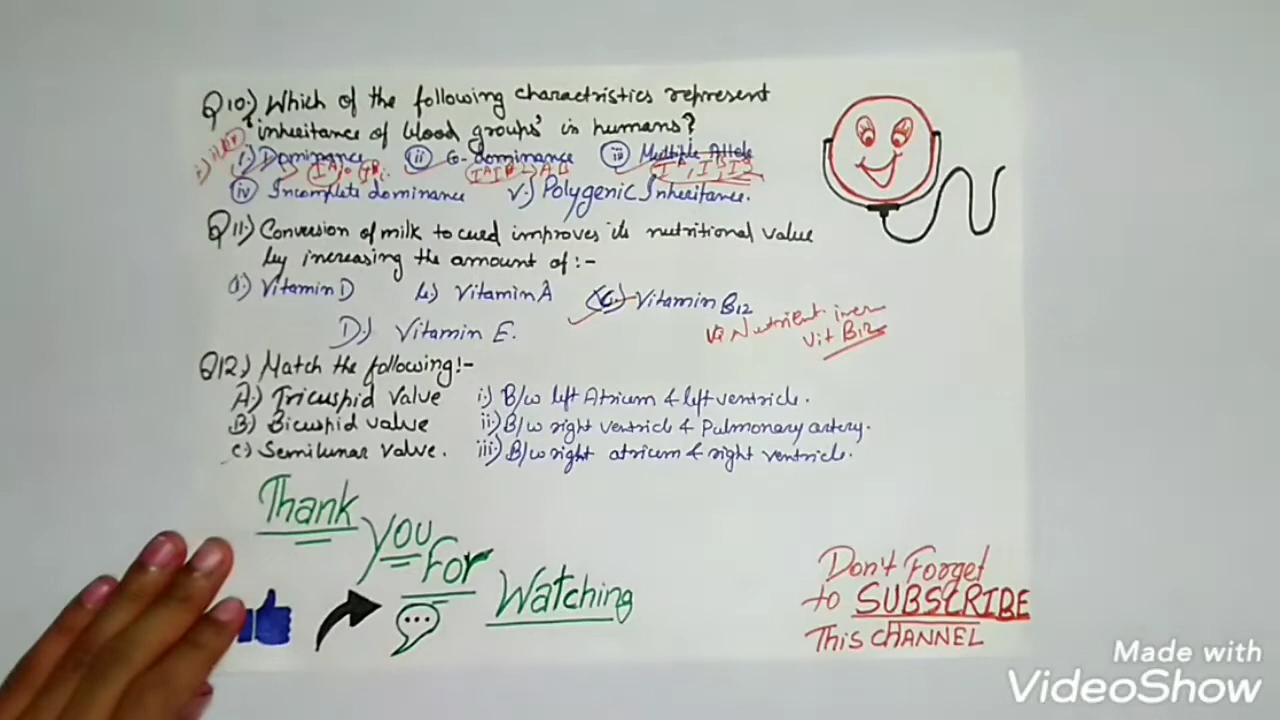 Q10.) Which of the following charactristics represent
'inheritance of blood groups' in humans?
i.) Dominance (ii) Co-dominance (iii) Multiple Allele
(iv) Incomplete dominance v.) Polygenic Inheritance.
Q11.) Conversion of milk to curd improves its nutritional value
by increasing the amount of:-
a.) Vitamin D b.) Vitamin A (c.) Vitamin B12
D.) Vitamin E.
Nutrient
vit B12
Q12.) Match the following:-
A.) Tricuspid Valve i.) B/w left Atrium & left ventricle.
B.) Bicuspid valve ii.) B/w right ventricle & Pulmonary artery.
C.) Semilunar valve. iii.) B/w right atrium & right ventricle.
Thank
you
For
Watching
Don't Forget
to SUBSCRIBE
This CHANNEL
Made with
VideoShow